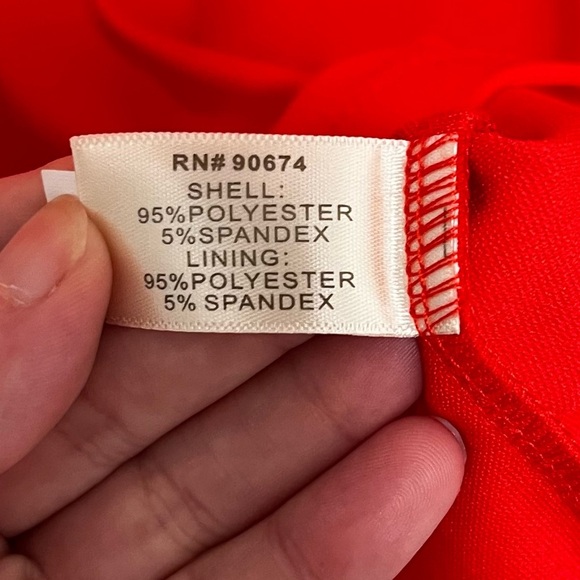 RN# 90674
SHELL:
95%POLYESTER
5%SPANDEX
LINING:
95%POLYESTER
5% SPANDEX